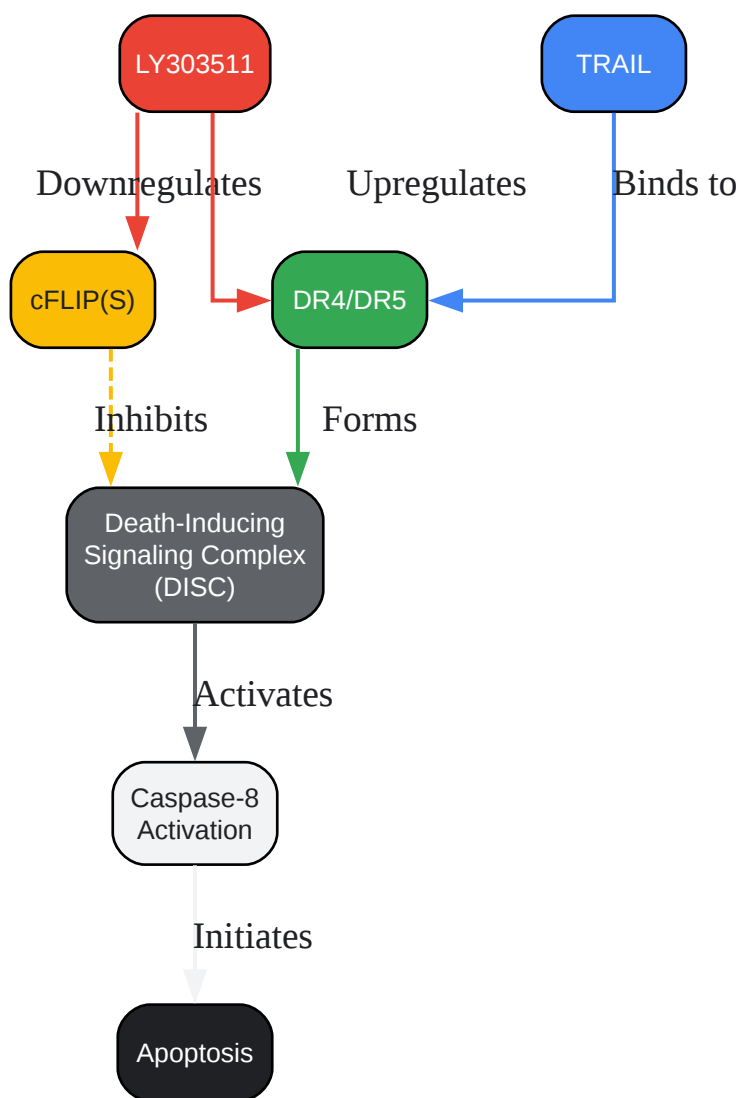 LY303511
TRAIL
Downregulates
Upregulates
Binds to
cFLIP(S)
DR4/DR5
Inhibits
Forms
Death-Inducing
Signaling Complex
(DISC)
Activates
Caspase-8
Activation
Initiates
Apoptosis